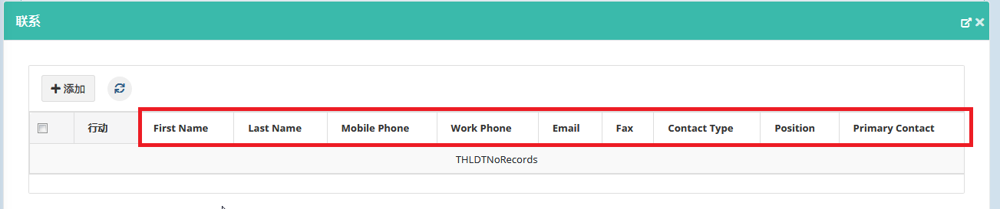 联系
添加
行动 First Name Last Name Mobile Phone Work Phone Email Fax Contact Type Position Primary Contact
THLDTNoRecords